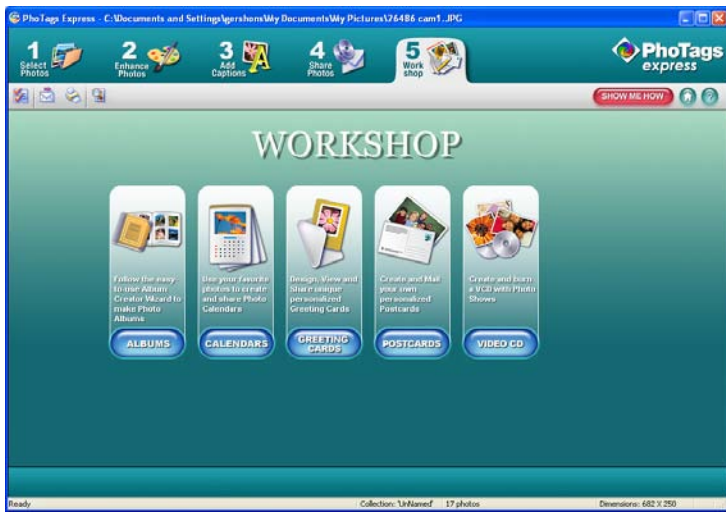 PhoTags Express - C:\Documents and Settings\gershens\My Documents\My Pictures\26486 cam1.JPG
1
Select
Photos
2
Enhance
Photos
3
Add
Captions
4
Share
Photos
5
Work
shop
PhoTags
express
SHOW ME HOW
WORKSHOP
Follow the easy-
to-use Album
Creator Wizard to
make Photo
Albums
ALBUMS
Use your favorite
photos to create
and share Photo
Calendars
CALENDARS
Design, View and
Share unique
personalized
Greeting Cards
GREETING
CARDS
Create and Mail
your own
personalized
Postcards
POSTCARDS
Create and burn
a VCD with Photo
Shows
VIDEO CD
Ready
Collection: 'UnNamed'
17 photos
Dimensions: 682 X 250